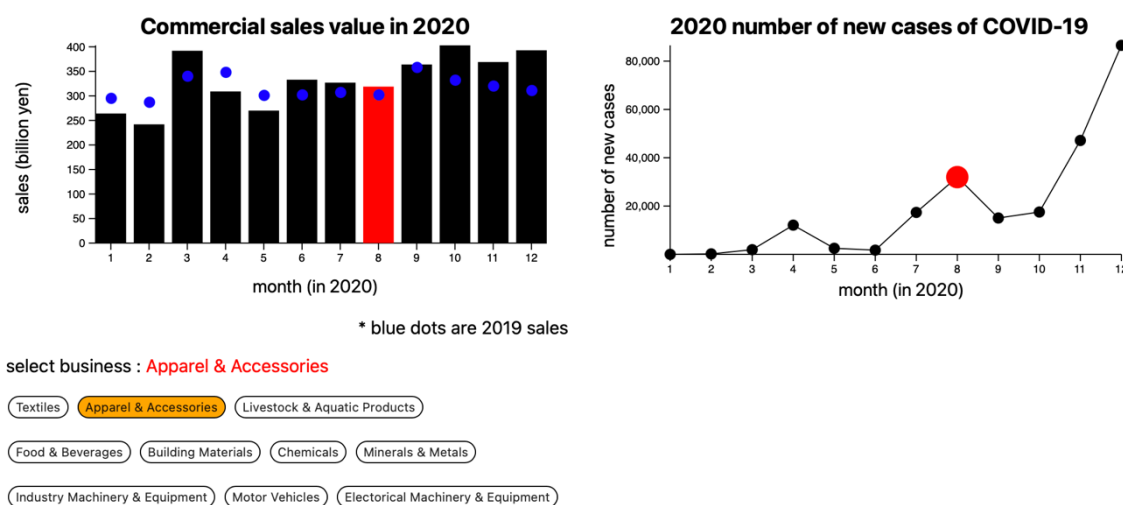 Commercial sales value in 2020
400
350
300
250
200
150
100
50
0
sales (billion yen)
1 2 3 4 5 6 7 8 9 10 11 12
month (in 2020)
* blue dots are 2019 sales
2020 number of new cases of COVID-19
80,000
60,000
40,000
20,000
number of new cases
1 2 3 4 5 6 7 8 9 10 11 12
month (in 2020)
select business : Apparel & Accessories
Textiles Apparel & Accessories Livestock & Aquatic Products
Food & Beverages Building Materials Chemicals Minerals & Metals
Industry Machinery & Equipment Motor Vehicles Electorical Machinery & Equipment